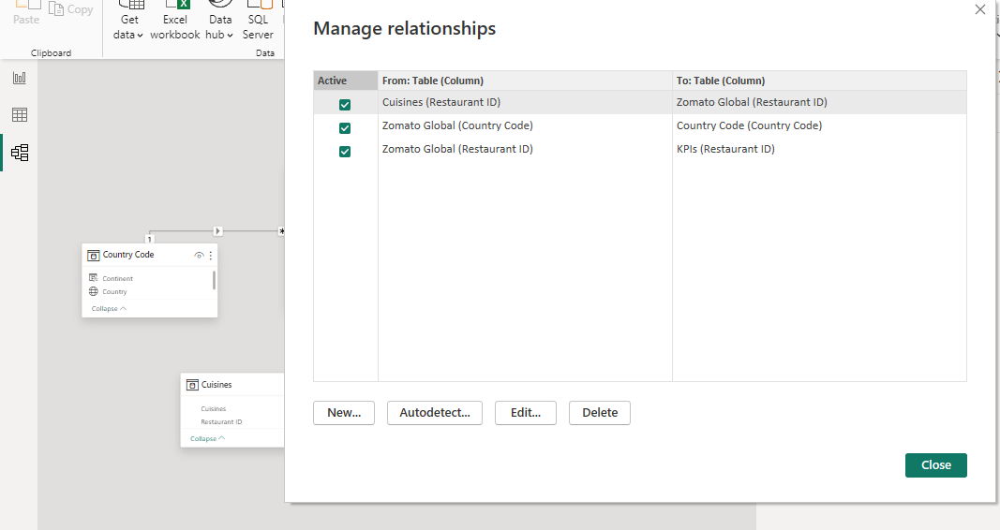 Paste
Copy
Clipboard
Get
data
Excel
workbook
Data
hub
SQL
Server
Data
Manage relationships
Active
From: Table (Column)
To: Table (Column)
Cuisines (Restaurant ID)
Zomato Global (Restaurant ID)
Zomato Global (Country Code)
Country Code (Country Code)
Zomato Global (Restaurant ID)
KPIs (Restaurant ID)
1
*
Country Code
Continent
Country
Collapse
Cuisines
Cuisines
Restaurant ID
Collapse
New...
Autodetect...
Edit...
Delete
Close